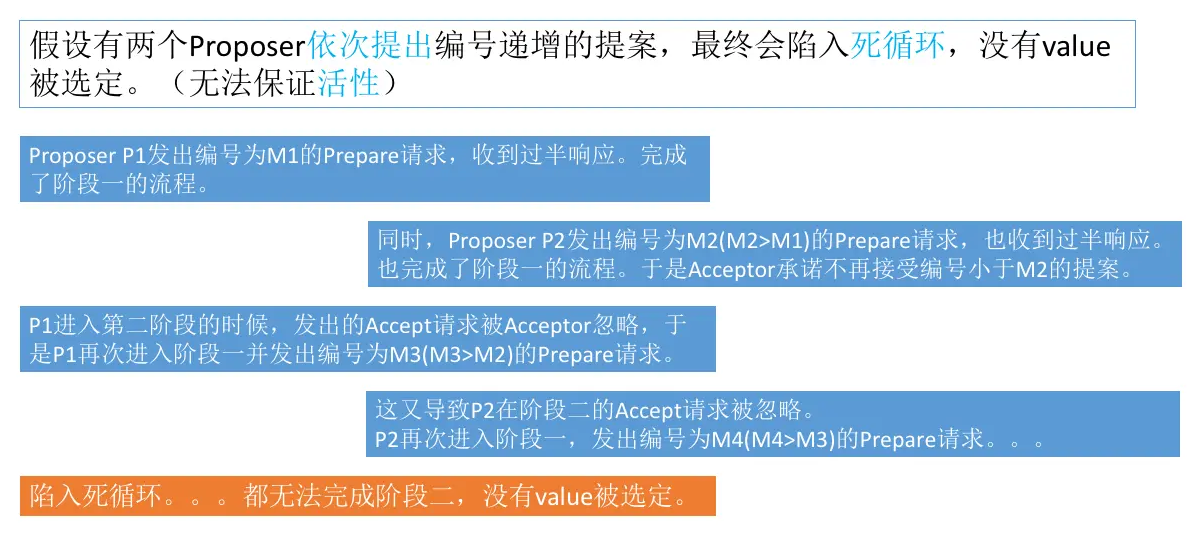 假设有两个Proposer依次提出编号递增的提案，最终会陷入死循环，没有value
被选定。（无法保证活性）
Proposer P1发出编号为M1的Prepare请求，收到过半响应。完成
了阶段一的流程。
同时，Proposer P2发出编号为M2(M2>M1)的Prepare请求，也收到过半响应。
也完成了阶段一的流程。于是Acceptor承诺不再接受编号小于M2的提案。
P1进入第二阶段的时候，发出的Accept请求被Acceptor忽略，于
是P1再次进入阶段一并发出编号为M3(M3>M2)的Prepare请求。
这又导致P2在阶段二的Accept请求被忽略。
P2再次进入阶段一，发出编号为M4(M4>M3)的Prepare请求。。。
陷入死循环。。。都无法完成阶段二，没有value被选定。